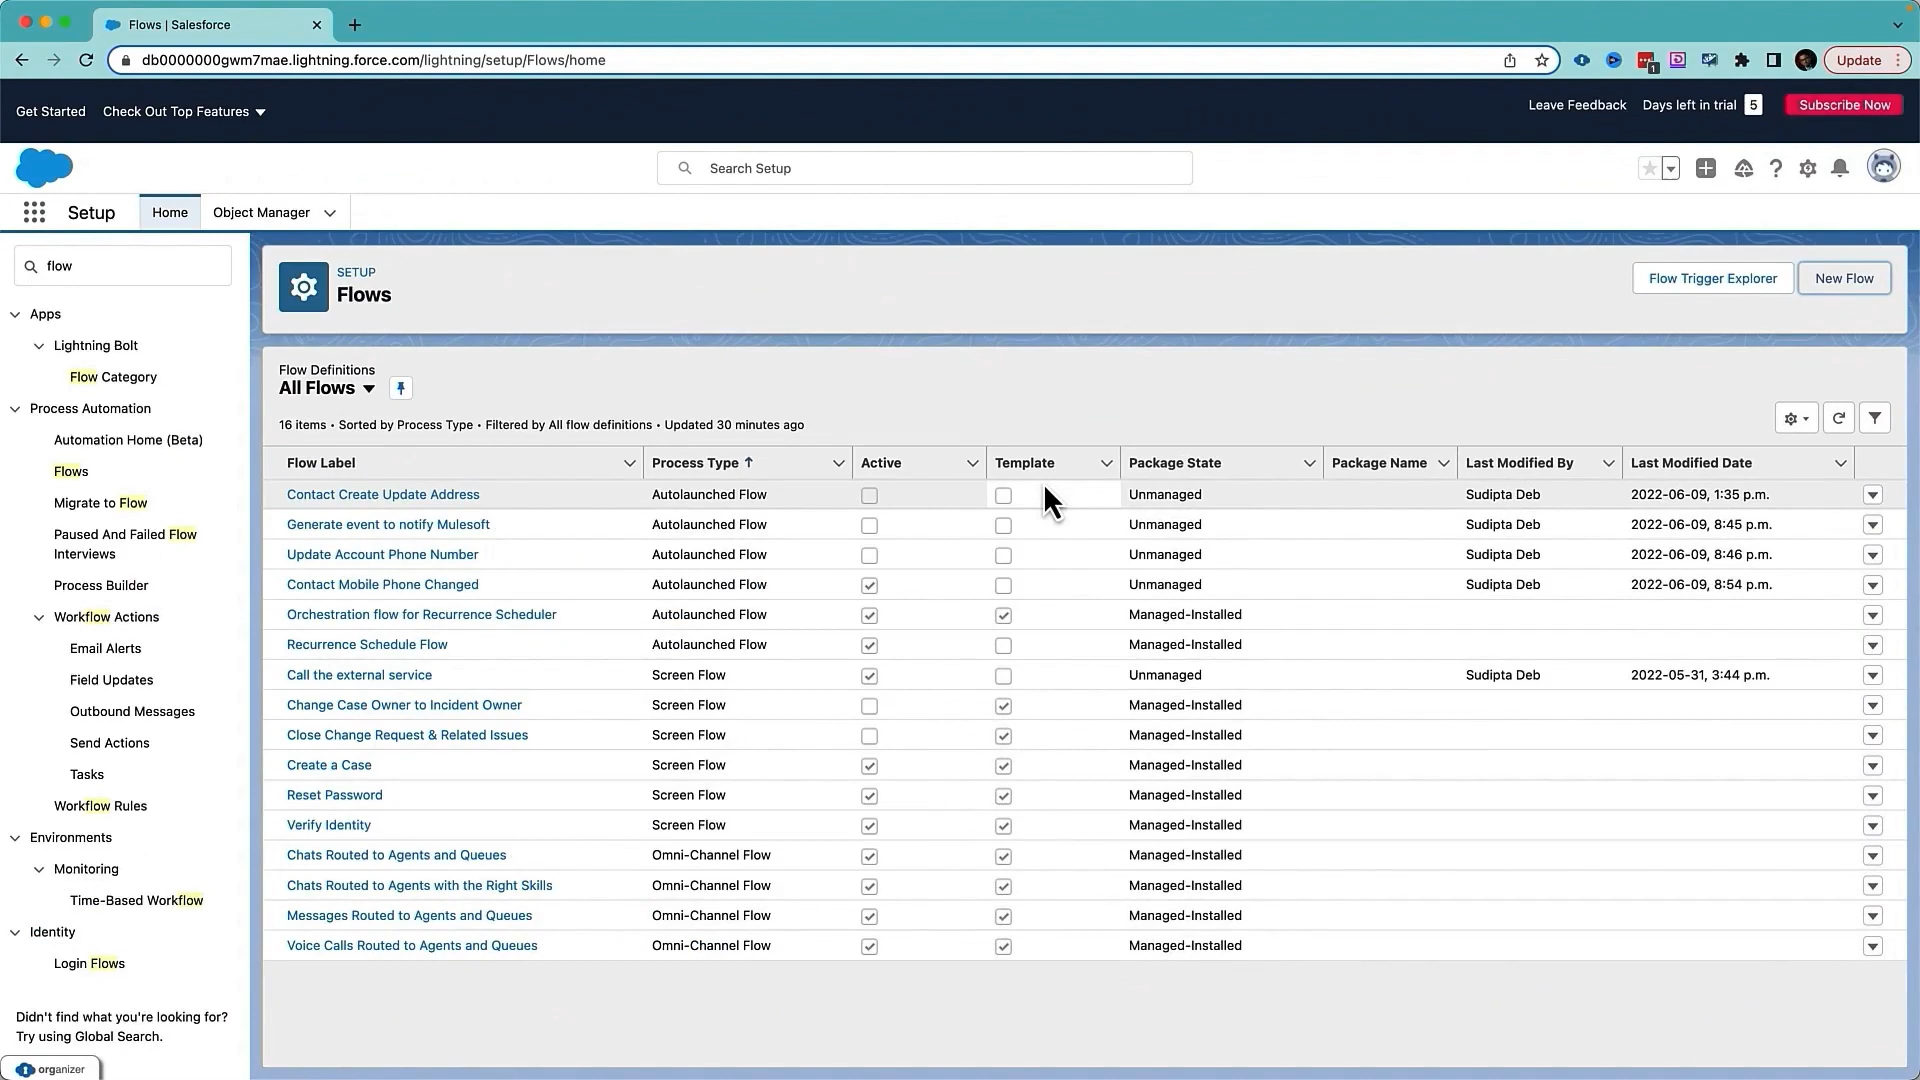 Flows | Salesforce
db0000000gwm7mae.lightning.force.com/lightning/setup/Flows/home
1
Update
Get Started
Check Out Top Features
Leave Feedback
Days left in trial 5
Subscribe Now
Search Setup
Setup
Home
Object Manager
flow
Apps
Lightning Bolt
Flow Category
Process Automation
Automation Home (Beta)
Flows
Migrate to Flow
Paused And Failed Flow
Interviews
Process Builder
Workflow Actions
Email Alerts
Field Updates
Outbound Messages
Send Actions
Tasks
Workflow Rules
Environments
Monitoring
Time-Based Workflow
Identity
Login Flows
Didn't find what you're looking for?
Try using Global Search.
organizer
SETUP
Flows
Flow Trigger Explorer
New Flow
Flow Definitions
All Flows
16 items • Sorted by Process Type • Filtered by All flow definitions • Updated 30 minutes ago
Flow Label Process Type Active Template Package State Package Name Last Modified By Last Modified Date
Contact Create Update Address Autolaunched Flow Unmanaged Sudipta Deb 2022-06-09, 1:35 p.m.
Generate event to notify Mulesoft Autolaunched Flow Unmanaged Sudipta Deb 2022-06-09, 8:45 p.m.
Update Account Phone Number Autolaunched Flow Unmanaged Sudipta Deb 2022-06-09, 8:46 p.m.
Contact Mobile Phone Changed Autolaunched Flow Unmanaged Sudipta Deb 2022-06-09, 8:54 p.m.
Orchestration flow for Recurrence Scheduler Autolaunched Flow Managed-Installed
Recurrence Schedule Flow Autolaunched Flow Managed-Installed
Call the external service Screen Flow Unmanaged Sudipta Deb 2022-05-31, 3:44 p.m.
Change Case Owner to Incident Owner Screen Flow Managed-Installed
Close Change Request & Related Issues Screen Flow Managed-Installed
Create a Case Screen Flow Managed-Installed
Reset Password Screen Flow Managed-Installed
Verify Identity Screen Flow Managed-Installed
Chats Routed to Agents and Queues Omni-Channel Flow Managed-Installed
Chats Routed to Agents with the Right Skills Omni-Channel Flow Managed-Installed
Messages Routed to Agents and Queues Omni-Channel Flow Managed-Installed
Voice Calls Routed to Agents and Queues Omni-Channel Flow Managed-Installed